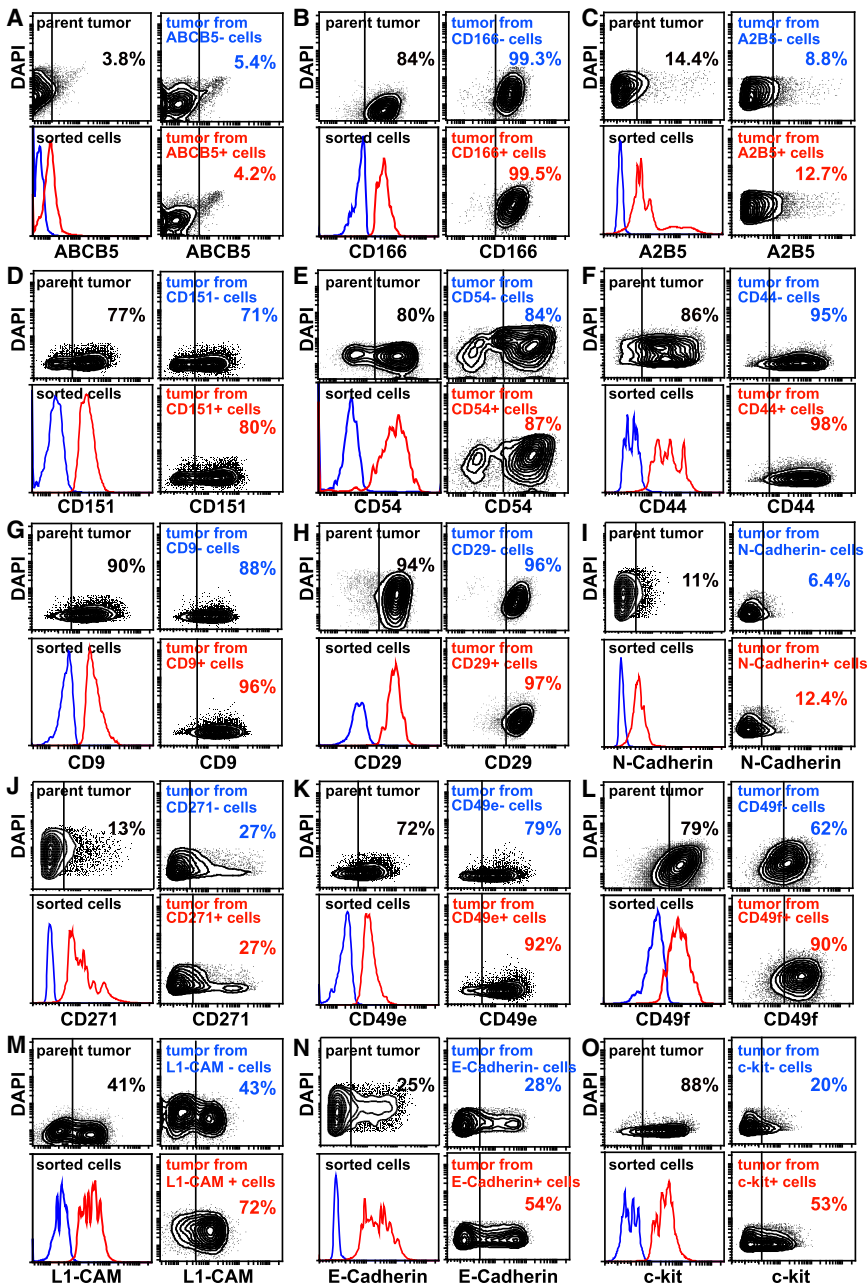 A
DAPI
parent tumor
3.8%
tumor from
ABCB5- cells
5.4%
sorted cells
ABCB5
tumor from
ABCB5+ cells
4.2%
ABCB5
B
DAPI
parent tumor
84%
tumor from
CD166- cells
99.3%
sorted cells
CD166
tumor from
CD166+ cells
99.5%
CD166
C
DAPI
parent tumor
14.4%
tumor from
A2B5- cells
8.8%
sorted cells
A2B5
tumor from
A2B5+ cells
12.7%
A2B5
D
DAPI
parent tumor
77%
tumor from
CD151- cells
71%
sorted cells
CD151
tumor from
CD151+ cells
80%
CD151
E
DAPI
parent tumor
80%
tumor from
CD54- cells
84%
sorted cells
CD54
tumor from
CD54+ cells
87%
CD54
F
DAPI
parent tumor
86%
tumor from
CD44- cells
95%
sorted cells
CD44
tumor from
CD44+ cells
98%
CD44
G
DAPI
parent tumor
90%
tumor from
CD9- cells
88%
sorted cells
CD9
tumor from
CD9+ cells
96%
CD9
H
DAPI
parent tumor
94%
tumor from
CD29- cells
96%
sorted cells
CD29
tumor from
CD29+ cells
97%
CD29
I
DAPI
parent tumor
11%
tumor from
N-Cadherin- cells
6.4%
sorted cells
N-Cadherin
tumor from
N-Cadherin+ cells
12.4%
N-Cadherin
J
DAPI
parent tumor
13%
tumor from
CD271- cells
27%
sorted cells
CD271
tumor from
CD271+ cells
27%
CD271
K
DAPI
parent tumor
72%
tumor from
CD49e- cells
79%
sorted cells
CD49e
tumor from
CD49e+ cells
92%
CD49e
L
DAPI
parent tumor
79%
tumor from
CD49f- cells
62%
sorted cells
CD49f
tumor from
CD49f+ cells
90%
CD49f
M
DAPI
parent tumor
41%
tumor from
L1-CAM - cells
43%
sorted cells
L1-CAM
tumor from
L1-CAM + cells
72%
L1-CAM
N
DAPI
parent tumor
25%
tumor from
E-Cadherin- cells
28%
sorted cells
E-Cadherin
tumor from
E-Cadherin+ cells
54%
E-Cadherin
O
DAPI
parent tumor
88%
tumor from
c-kit- cells
20%
sorted cells
c-kit
tumor from
c-kit+ cells
53%
c-kit